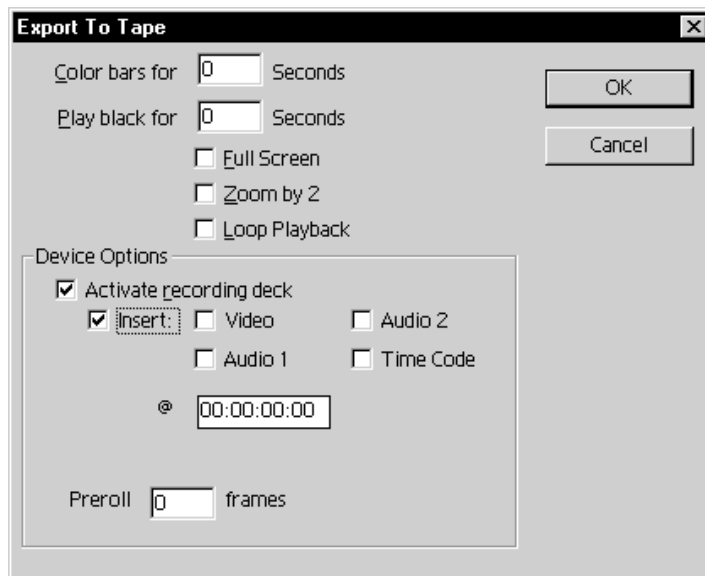 Export To Tape
Color bars for 0 Seconds
Play black for 0 Seconds
Full Screen
Zoom by 2
Loop Playback
OK
Cancel
Device Options
Activate recording deck
Insert: Video Audio 2
Audio 1 Time Code
@ 00:00:00:00
Preroll 0 frames